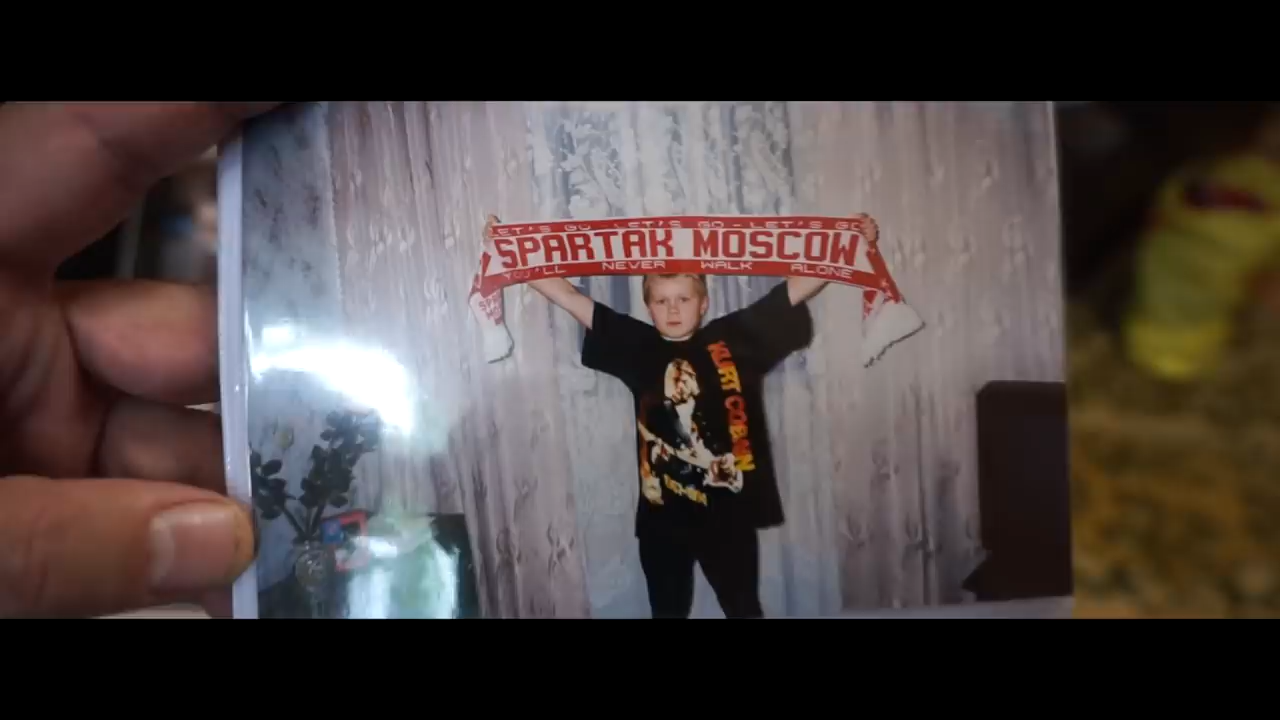 LET'S GO LET'S GO - LET'S GO
SPARTAK MOSCOW
YOU'LL NEVER WALK ALONE
KURT COBAIN